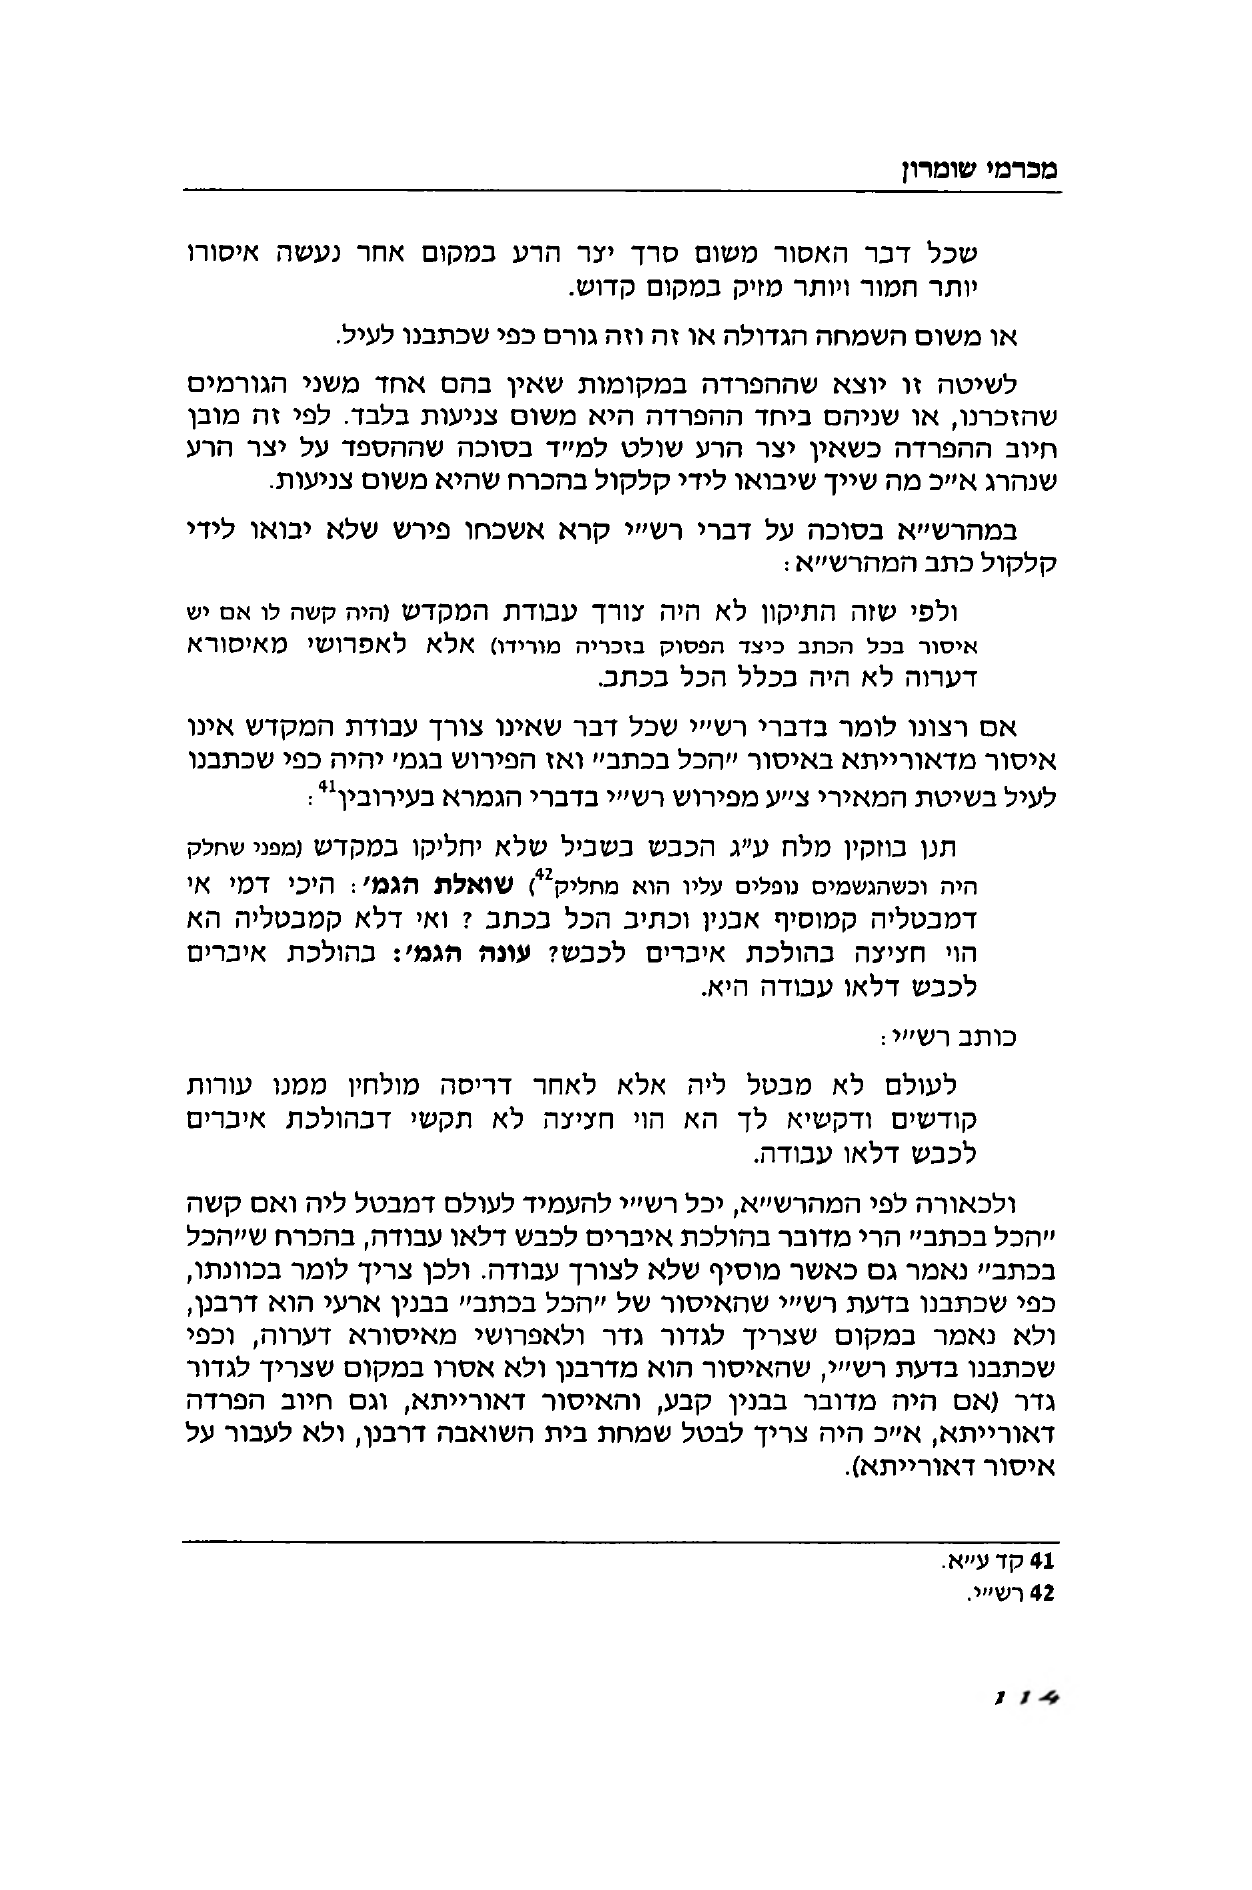 מכרמי שומרון
שכל דבר האסור משום סרך יצר הרע במקום אחר נעשה איסורו
יותר חמור ויותר מזיק במקום קדוש.
או משום השמחה הגדולה או זה וזה גורם כפי שכתבנו לעיל.
לשיטה זו יוצא שההפרדה במקומות שאין בהם אחד משני הגורמים
שהזכרנו, או שניהם ביחד ההפרדה היא משום צניעות בלבד. לפי זה מובן
חיוב ההפרדה כשאין יצר הרע שולט למ״ד בסוכה שההספד על יצר הרע
שנהרג א״כ מה שייך שיבואו לידי קלקול בהכרח שהיא משום צניעות.
במהרש״א בסוכה על דברי רש״י קרא אשכחו פירש שלא יבואו לידי
קלקול כתב המהרש״א:
ולפי שזה התיקון לא היה צורך עבודת המקדש (היה קשה לו אם יש
איסור בכל הכתב כיצד הפסוק בזכריה מורידו) אלא לאפרושי מאיסורא
דערוה לא היה בכלל הכל בכתב.
אם רצונו לומר בדברי רש״י שכל דבר שאינו צורך עבודת המקדש אינו
איסור מדאורייתא באיסור ״הכל בכתב״ ואז הפירוש בגמ׳ יהיה כפי שכתבנו
לעיל בשיטת המאירי צ״ע מפירוש רש״י בדברי הגמרא בעירובין41:
תנן בוזקין מלח ע״ג הכבש בשביל שלא יחליקו במקדש (מפני שחלק
היה וכשהגשמים נופלים עליו הוא מחליק42) שואלת הגמ׳: היכי דמי אי
דמבטליה קמוסיף אבנין וכתיב הכל בכתב ? ואי דלא קמבטליה הא
הוי חציצה בהולכת איברים לכבש? עונה הגמ׳: בהולכת איברים
לכבש דלאו עבודה היא.
כותב רש״י:
לעולם לא מבטל ליה אלא לאחר דריסה מולחין ממנו עורות
קודשים ודקשיא לך הא הוי חציצה לא תקשי דבהולכת איברים
לכבש דלאו עבודה.
ולכאורה לפי המהרש״א, יכל רש״י להעמיד לעולם דמבטל ליה ואם קשה
״הכל בכתב״ הרי מדובר בהולכת איברים לכבש דלאו עבודה, בהכרח ש״הכל
בכתב״ נאמר גם כאשר מוסיף שלא לצורך עבודה. ולכן צריך לומר בכוונתו,
כפי שכתבנו בדעת רש״י שהאיסור של ״הכל בכתב״ בבנין ארעי הוא דרבנן,
ולא נאמר במקום שצריך לגדור גדר ולאפרושי מאיסורא דערוה, וכפי
שכתבנו בדעת רש״י, שהאיסור הוא מדרבנן ולא אסרו במקום שצריך לגדור
גדר (אם היה מדובר בבנין קבע, והאיסור דאורייתא, וגם חיוב הפרדה
דאורייתא, א״כ היה צריך לבטל שמחת בית השואבה דרבנן, ולא לעבור על
איסור דאורייתא).
41 קד ע״א.
42 רש״י.
114